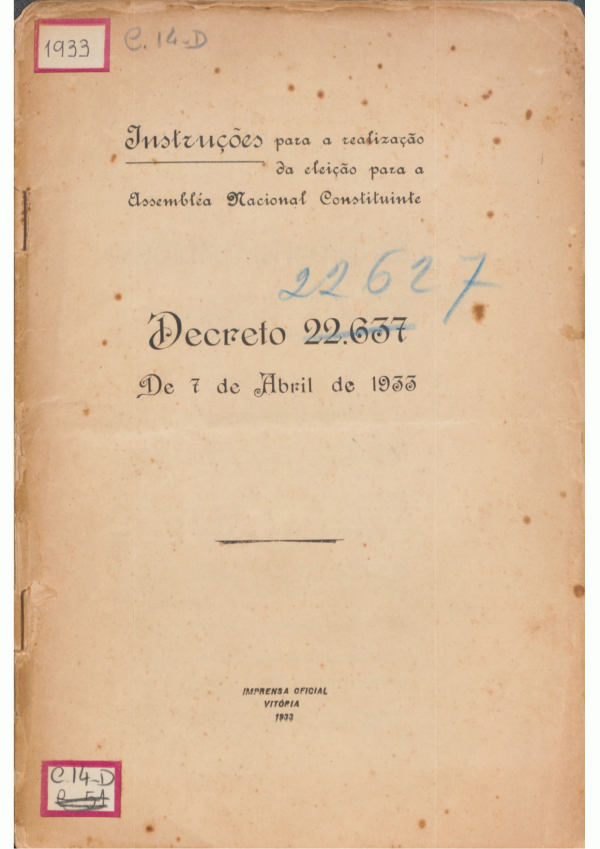 1933
C. 14-D
Instruções para a realização
da eleição para a
Assembléa Nacional Constituinte
22627
Decreto 22.637
De 7 de Abril de 1933
IMPRENSA OFICIAL
VITÓRIA
1933
C.14-D